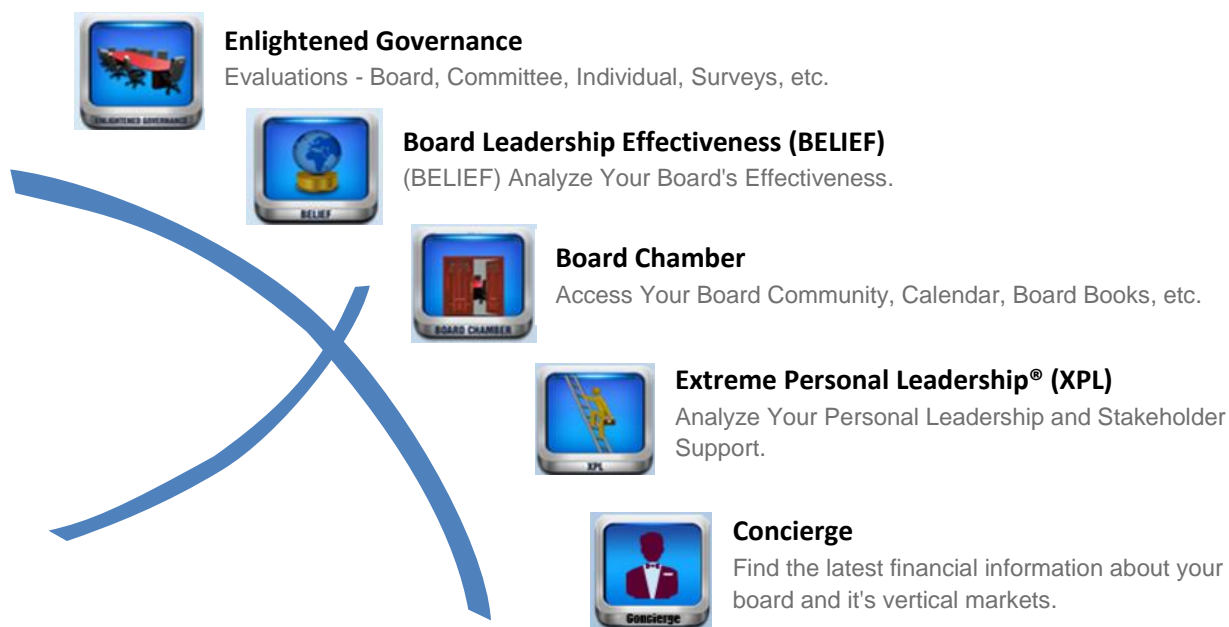 Enlightened Governance
Evaluations - Board, Committee, Individual, Surveys, etc.
ENLIGHTENED GOVERNANCE
Board Leadership Effectiveness (BELIEF)
(BELIEF) Analyze Your Board's Effectiveness.
BELIEF
Board Chamber
Access Your Board Community, Calendar, Board Books, etc.
BOARD CHAMBER
Extreme Personal Leadership® (XPL)
Analyze Your Personal Leadership and Stakeholder
Support.
XPL
Concierge
Find the latest financial information about your
board and it's vertical markets.
Concierge